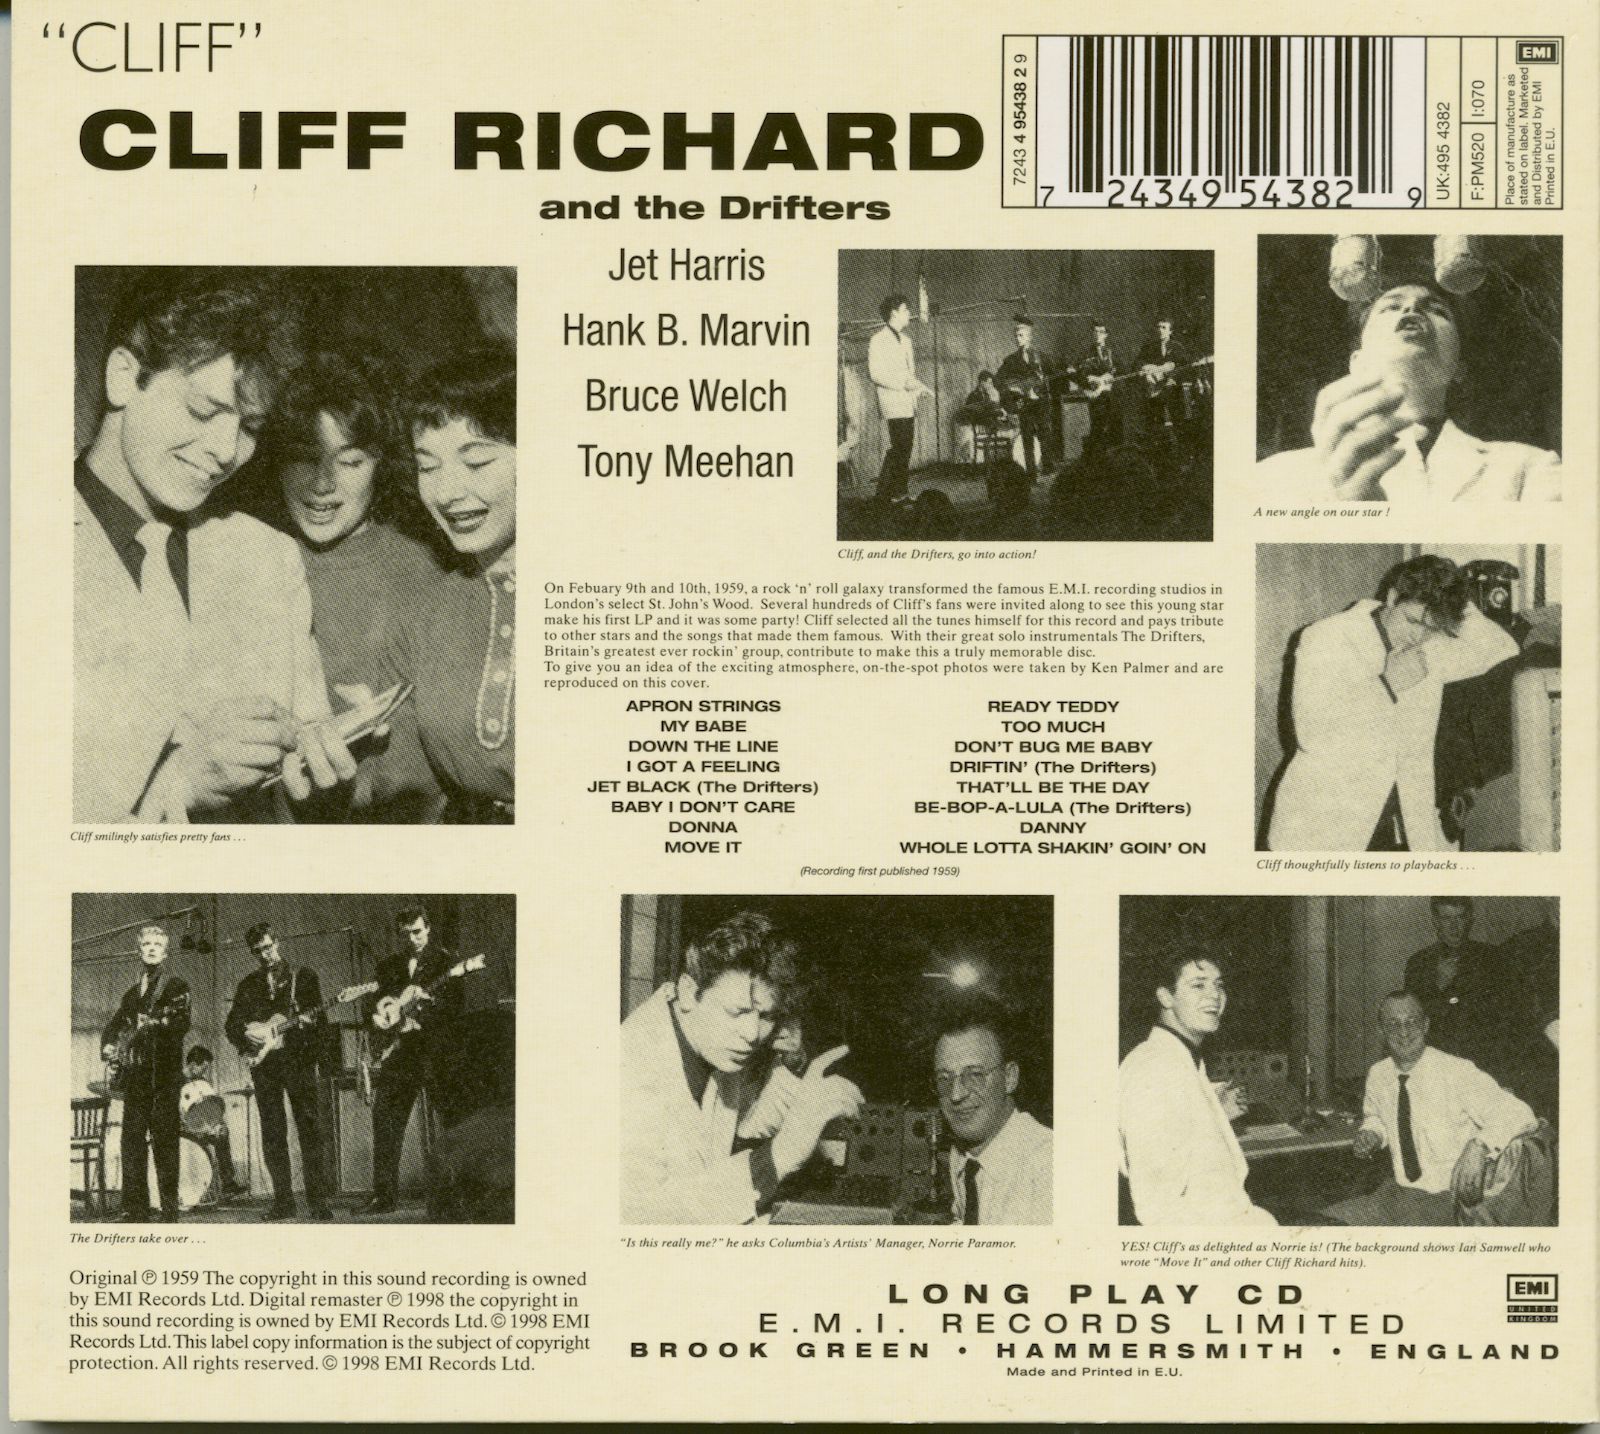 “CLIFF”
CLIFF RICHARD
and the Drifters
Jet Harris
Hank B. Marvin
Bruce Welch
Tony Meehan
7243 4 95438 2 9
7 24349 54382 9
UK:495 4382
F:PM520 I:070
EMI
Place of manufacture as
stated on label. Marketed
and Distributed by EMI
Printed in E.U.
Cliff, and the Drifters, go into action!
A new angle on our star !
On Febuary 9th and 10th, 1959, a rock ‘n’ roll galaxy transformed the famous E.M.I. recording studios in
London’s select St. John’s Wood. Several hundreds of Cliff’s fans were invited along to see this young star
make his first LP and it was some party! Cliff selected all the tunes himself for this record and pays tribute
to other stars and the songs that made them famous. With their great solo instrumentals The Drifters,
Britain’s greatest ever rockin’ group, contribute to make this a truly memorable disc.
To give you an idea of the exciting atmosphere, on-the-spot photos were taken by Ken Palmer and are
reproduced on this cover.
APRON STRINGS
MY BABE
DOWN THE LINE
I GOT A FEELING
JET BLACK (The Drifters)
BABY I DON’T CARE
DONNA
MOVE IT
READY TEDDY
TOO MUCH
DON’T BUG ME BABY
DRIFTIN’ (The Drifters)
THAT’LL BE THE DAY
BE-BOP-A-LULA (The Drifters)
DANNY
WHOLE LOTTA SHAKIN’ GOIN’ ON
(Recording first published 1959)
Cliff smilingly satisfies pretty fans . . .
Cliff thoughtfully listens to playbacks . . .
The Drifters take over . . .
“Is this really me?” he asks Columbia’s Artists’ Manager, Norrie Paramor.
YES! Cliff’s as delighted as Norrie is! (The background shows Ian Samwell who
wrote “Move It” and other Cliff Richard hits).
Original ℗ 1959 The copyright in this sound recording is owned
by EMI Records Ltd. Digital remaster ℗ 1998 the copyright in
this sound recording is owned by EMI Records Ltd. © 1998 EMI
Records Ltd. This label copy information is the subject of copyright
protection. All rights reserved. © 1998 EMI Records Ltd.
LONG PLAY CD
E.M.I. RECORDS LIMITED
BROOK GREEN • HAMMERSMITH • ENGLAND
Made and Printed in E.U.
EMI
UNITED
KINGDOM